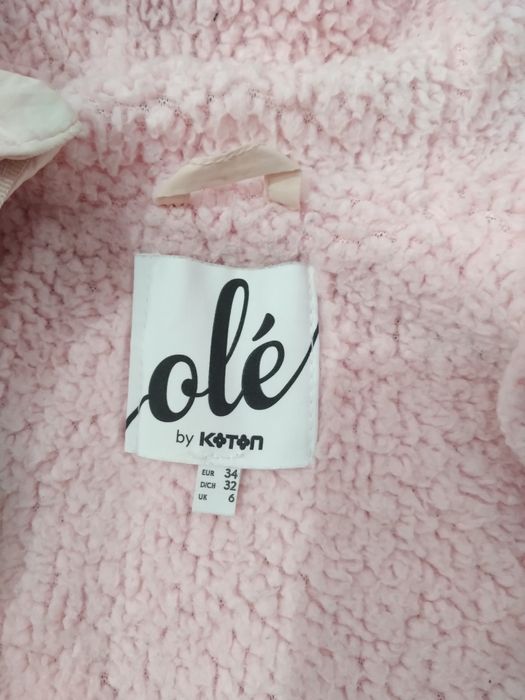 olé
by KOTON
EUR 34
D/CH 32
UK 6